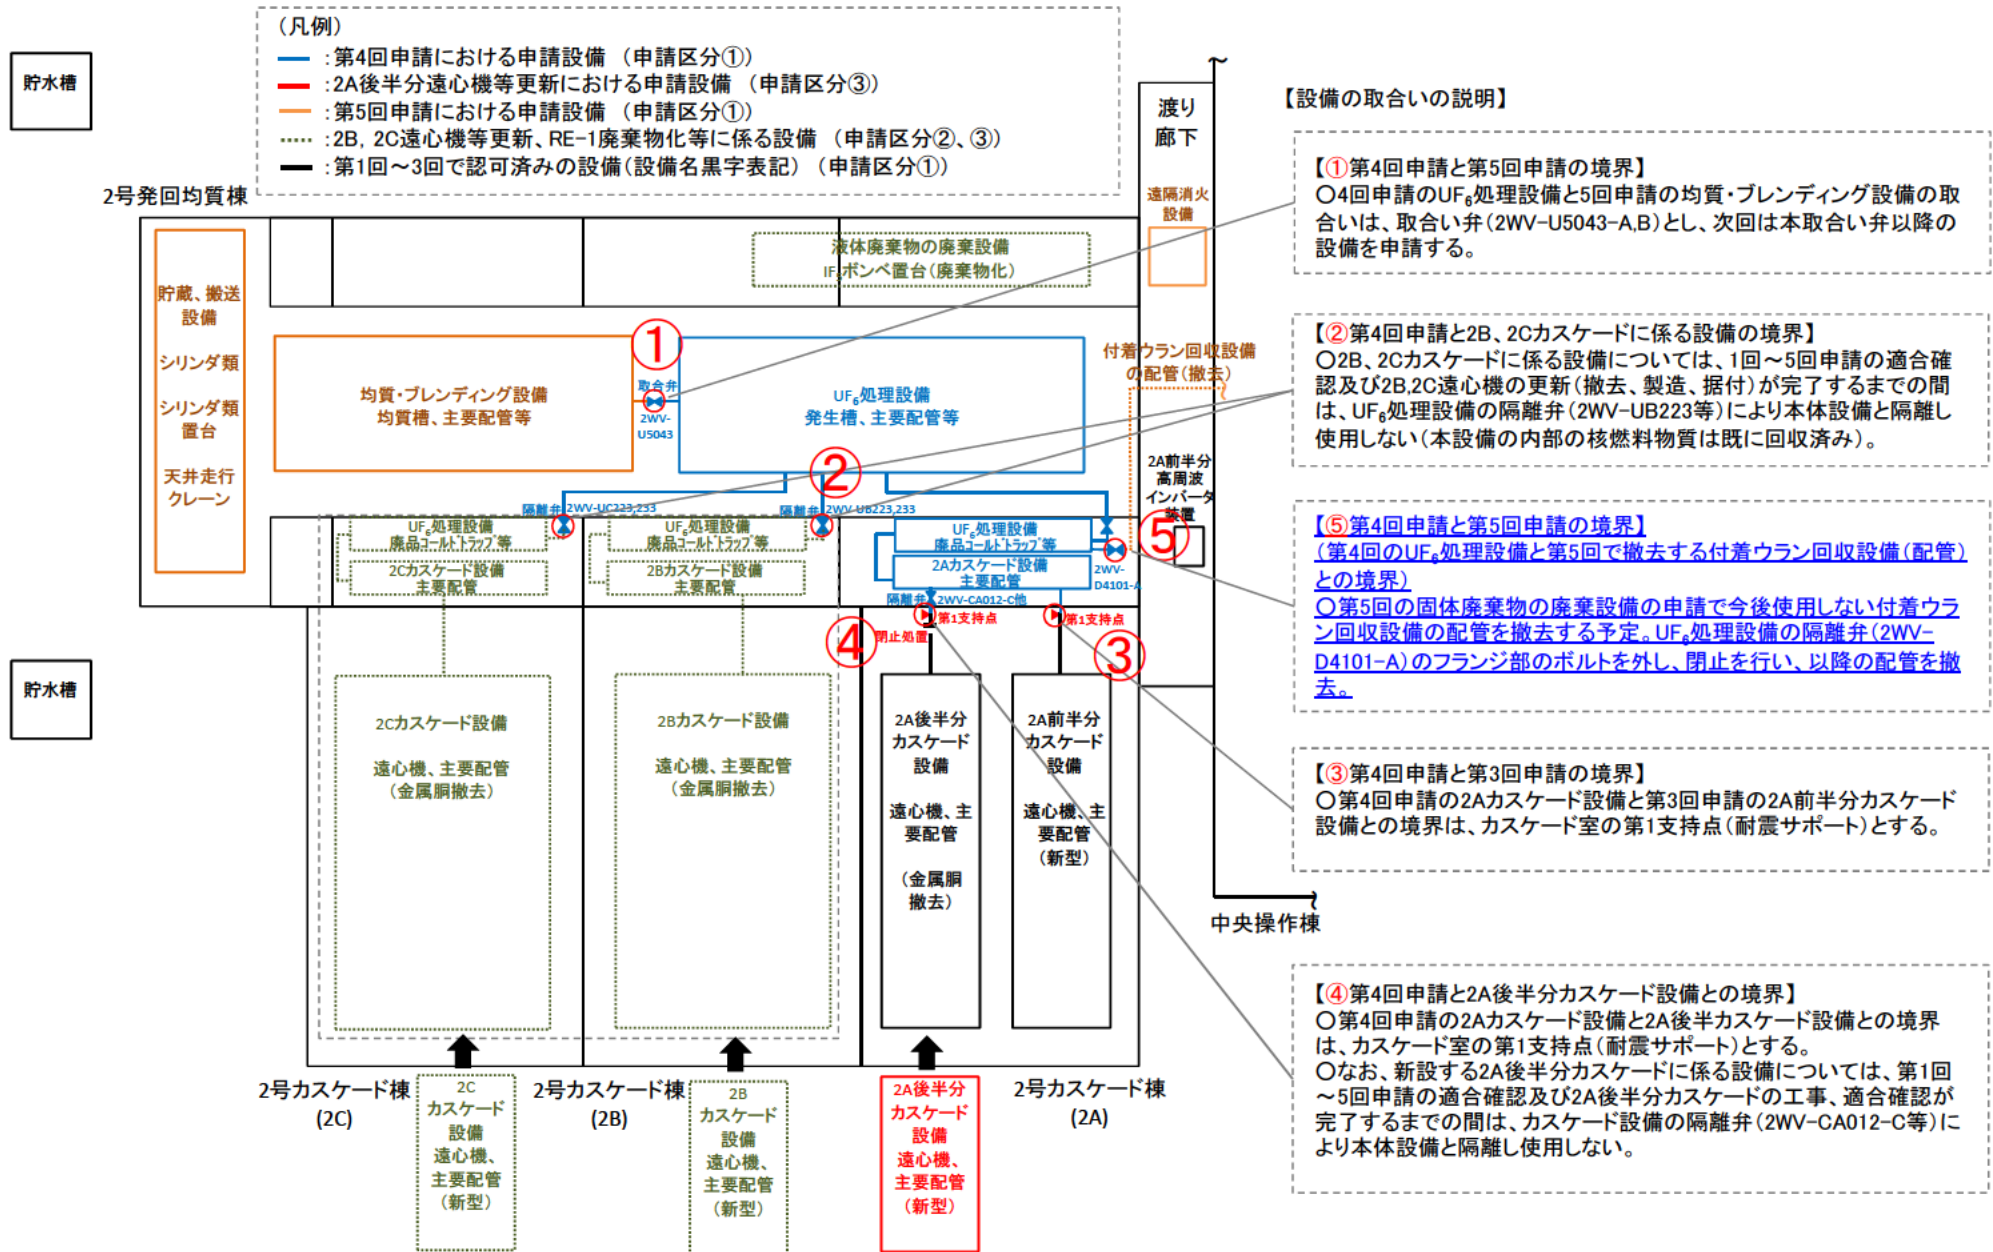 (凡例)
:第4回申請における申請設備 (申請区分①)
:2A後半分遠心機等更新における申請設備 (申請区分③)
:第5回申請における申請設備 (申請区分①)
:2B, 2C遠心機等更新、RE-1廃棄物化等に係る設備 (申請区分②、③)
:第1回~3回で認可済みの設備(設備名黒字表記) (申請区分①)
貯水槽
2号発回均質棟
貯蔵、搬送
設備
シリンダ類
シリンダ類
置台
天井走行
クレーン
液体廃棄物の廃棄設備
IF₇ボンベ置台(廃棄物化)
渡り
廊下
遠隔消火
設備
均質・ブレンディング設備
均質槽、主要配管等
①
取合弁
2WV-
U5043
UF₆処理設備
発生槽、主要配管等
付着ウラン回収設備
の配管(撤去)
②
2A前半分
高周波
インバータ
装置
隔離弁
2WV-UC223,233
隔離弁
2WV-UB223,233
UF₆処理設備
廃品コールドトラップ等
UF₆処理設備
廃品コールドトラップ等
UF₆処理設備
廃品コールドトラップ等
⑤
2Cカスケード設備
主要配管
2Bカスケード設備
主要配管
2Aカスケード設備
主要配管
2WV-
D4101-A
隔離弁
2WV-CA012-C他
第1支持点
第1支持点
閉止処置
④
③
貯水槽
2Cカスケード設備
遠心機、主要配管
(金属胴撤去)
2Bカスケード設備
遠心機、主要配管
(金属胴撤去)
2A後半分
カスケード
設備
遠心機、主
要配管
(金属胴
撤去)
2A前半分
カスケード
設備
遠心機、主
要配管
(新型)
中央操作棟
2号カスケード棟
(2C)
2C
カスケード
設備
遠心機、
主要配管
(新型)
2号カスケード棟
(2B)
2B
カスケード
設備
遠心機、
主要配管
(新型)
2A後半分
カスケード
設備
遠心機、
主要配管
(新型)
2号カスケード棟
(2A)
【設備の取合いの説明】
【①第4回申請と第5回申請の境界】
〇4回申請のUF₆処理設備と5回申請の均質・ブレンディング設備の取
合いは、取合い弁(2WV-U5043-A,B)とし、次回は本取合い弁以降の
設備を申請する。
【②第4回申請と2B、2Cカスケードに係る設備の境界】
〇2B、2Cカスケードに係る設備については、1回~5回申請の適合確
認及び2B,2C遠心機の更新(撤去、製造、据付)が完了するまでの間
は、UF₆処理設備の隔離弁(2WV-UB223等)により本体設備と隔離し
使用しない(本設備の内部の核燃料物質は既に回収済み)。
【⑤第4回申請と第5回申請の境界】
(第4回のUF₆処理設備と第5回で撤去する付着ウラン回収設備(配管)
との境界)
〇第5回の固体廃棄物の廃棄設備の申請で今後使用しない付着ウラ
ン回収設備の配管を撤去する予定。UF₆処理設備の隔離弁(2WV-
D4101-A)のフランジ部のボルトを外し、閉止を行い、以降の配管を撤
去。
【③第4回申請と第3回申請の境界】
〇第4回申請の2Aカスケード設備と第3回申請の2A前半分カスケード
設備との境界は、カスケード室の第1支持点(耐震サポート)とする。
【④第4回申請と2A後半分カスケード設備との境界】
〇第4回申請の2Aカスケード設備と2A後半カスケード設備との境界
は、カスケード室の第1支持点(耐震サポート)とする。
〇なお、新設する2A後半分カスケードに係る設備については、第1回
~5回申請の適合確認及び2A後半分カスケードの工事、適合確認が
完了するまでの間は、カスケード設備の隔離弁(2WV-CA012-C等)に
より本体設備と隔離し使用しない。